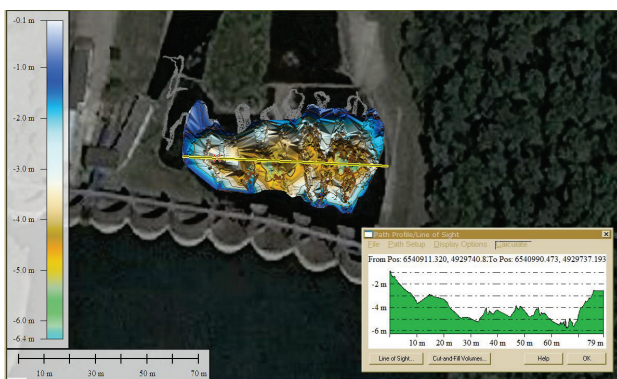 -0.1 m
-1.0 m
-2.0 m
-3.0 m
-4.0 m
-5.0 m
-6.0 m
-6.4 m
10 m 30 m 50 m 70 m
Path Profile/Line of Sight
File Path Setup Display Options Calculate
From Pos: 6540911.320, 4929740.8 To Pos: 6540990.473, 4929737.193
-2 m
-4 m
-6 m
10 m 20 m 30 m 40 m 50 m 60 m 79 m
Line of Sight... Cut-and-Fill Volumes... Help OK